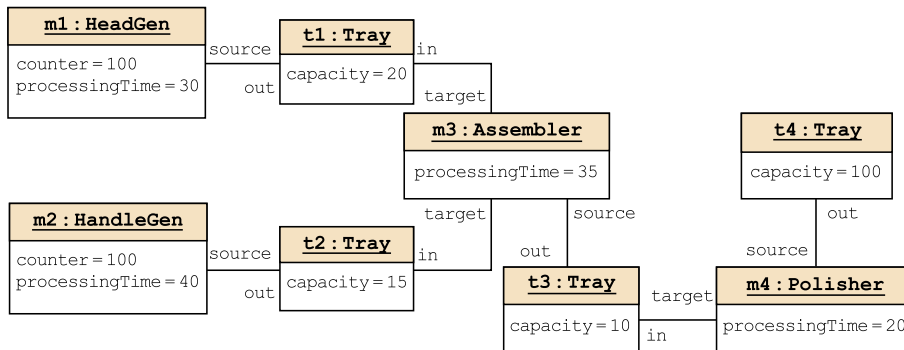 m1:HeadGen
counter=100
processingTime=30
source
out
t1:Tray
capacity=20
in
target
m3:Assembler
processingTime=35
t4:Tray
capacity=100
m2:HandleGen
counter=100
processingTime=40
source
out
t2:Tray
capacity=15
in
target
source
out
t3:Tray
capacity=10
target
in
out
source
m4:Polisher
processingTime=20